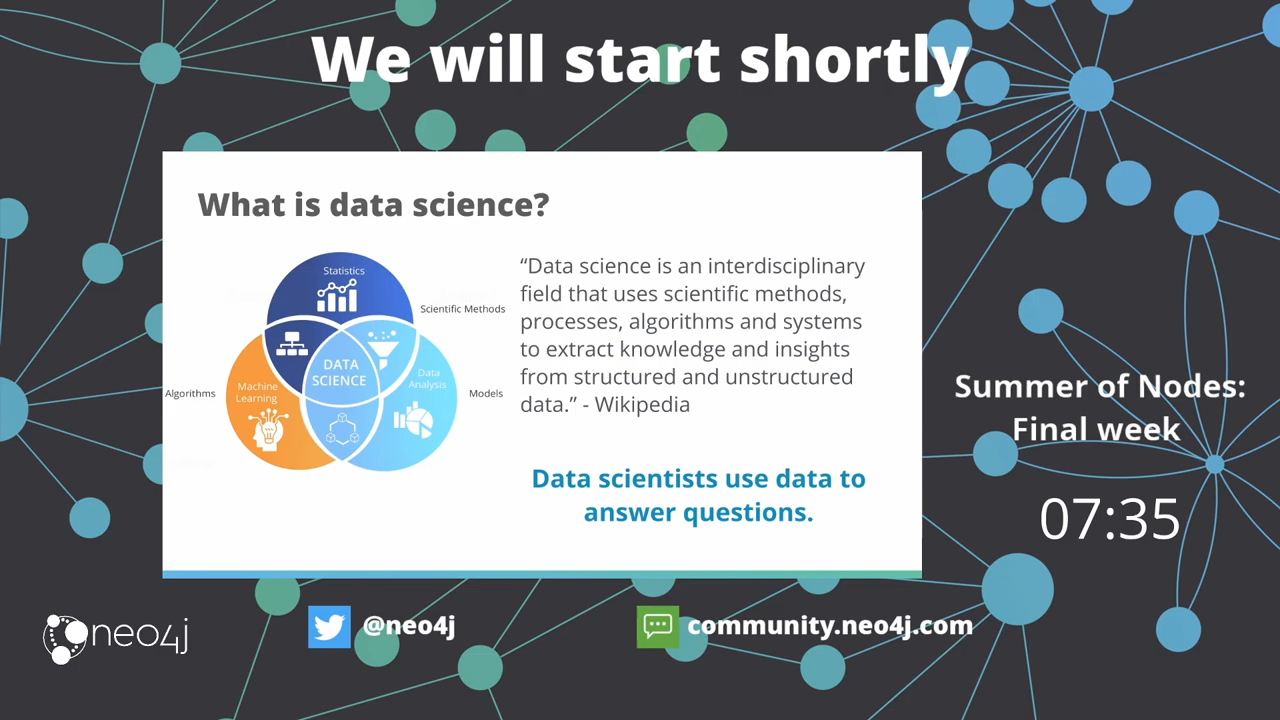 We will start shortly
What is data science?
Statistics
Scientific Methods
DATA
SCIENCE
Machine
Learning
Data
Analysis
Algorithms
Models
“Data science is an interdisciplinary
field that uses scientific methods,
processes, algorithms and systems
to extract knowledge and insights
from structured and unstructured
data.” - Wikipedia
Data scientists use data to
answer questions.
Summer of Nodes:
Final week
07:35
neo4j
@neo4j
community.neo4j.com